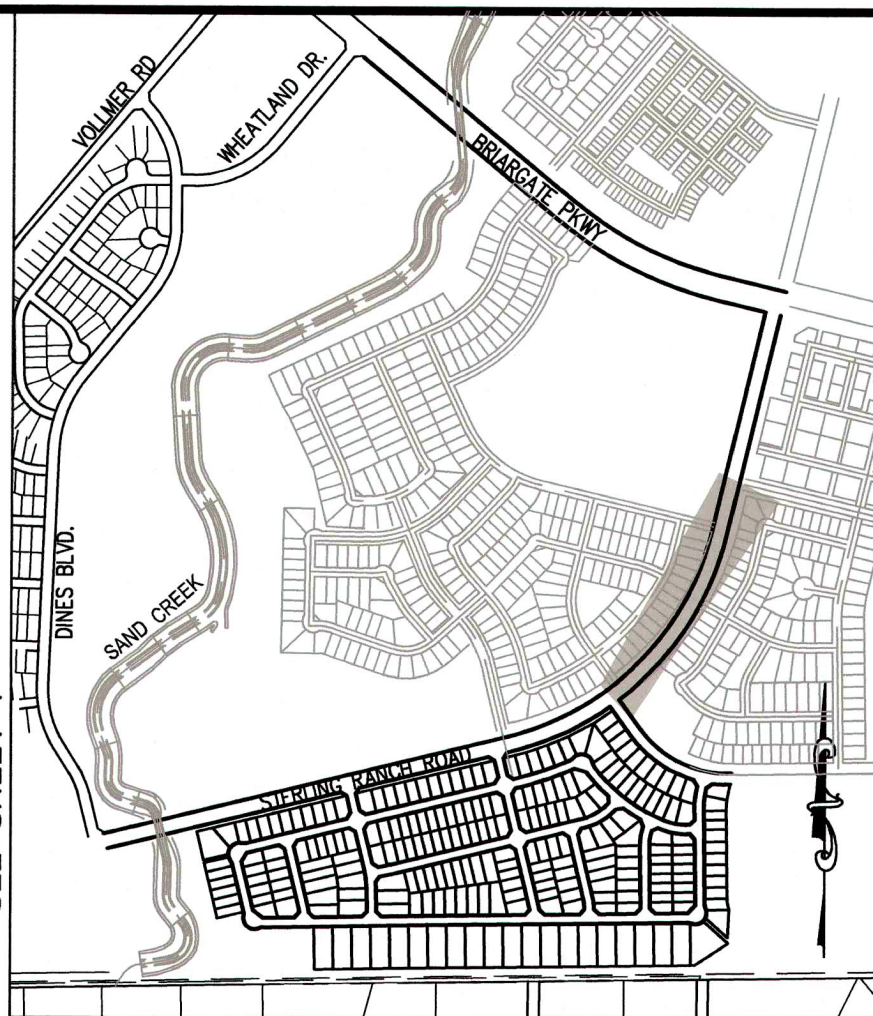 VOLLMER RD
WHEATLAND DR.
BRIARGATE PKWY
DINES BLVD.
SAND CREEK
STERLING RANCH ROAD